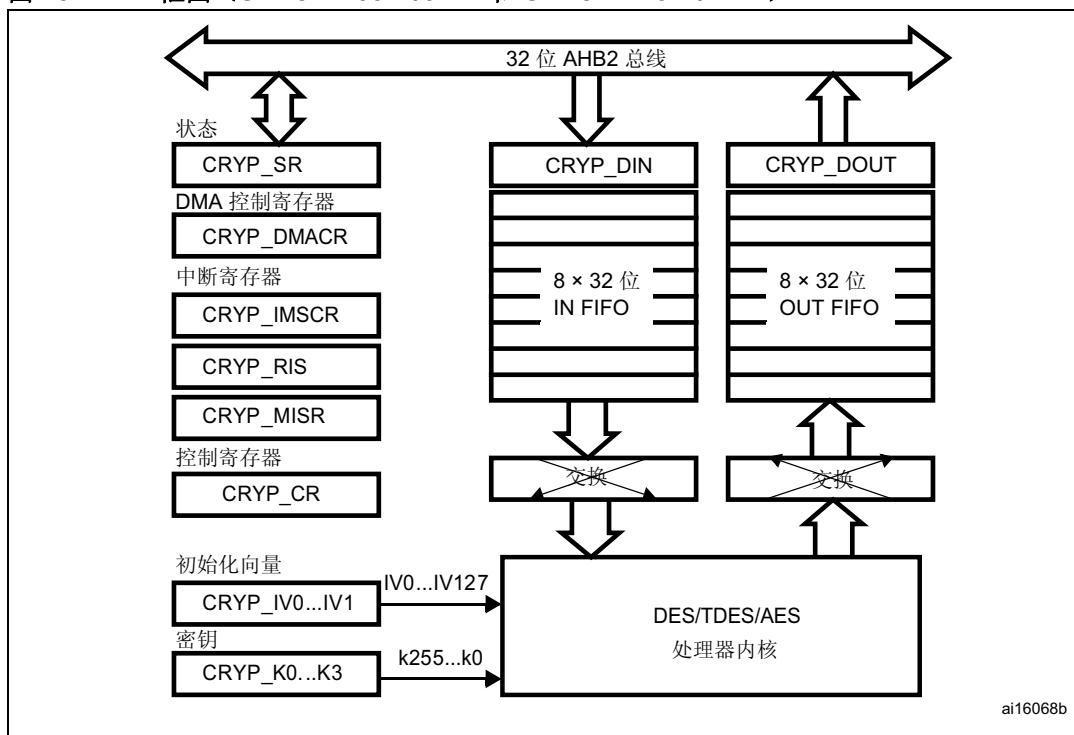 32 位 AHB2 总线
状态
CRYP_SR
DMA 控制寄存器
CRYP_DMACR
中断寄存器
CRYP_IMSCR
CRYP_RIS
CRYP_MISR
控制寄存器
CRYP_CR
CRYP_DIN
8 × 32 位
IN FIFO
交换
CRYP_DOUT
8 × 32 位
OUT FIFO
交换
初始化向量
CRYP_IV0...IV1
IV0...IV127
密钥
CRYP_K0...K3
k255...k0
DES/TDES/AES
处理器内核
ai16068b